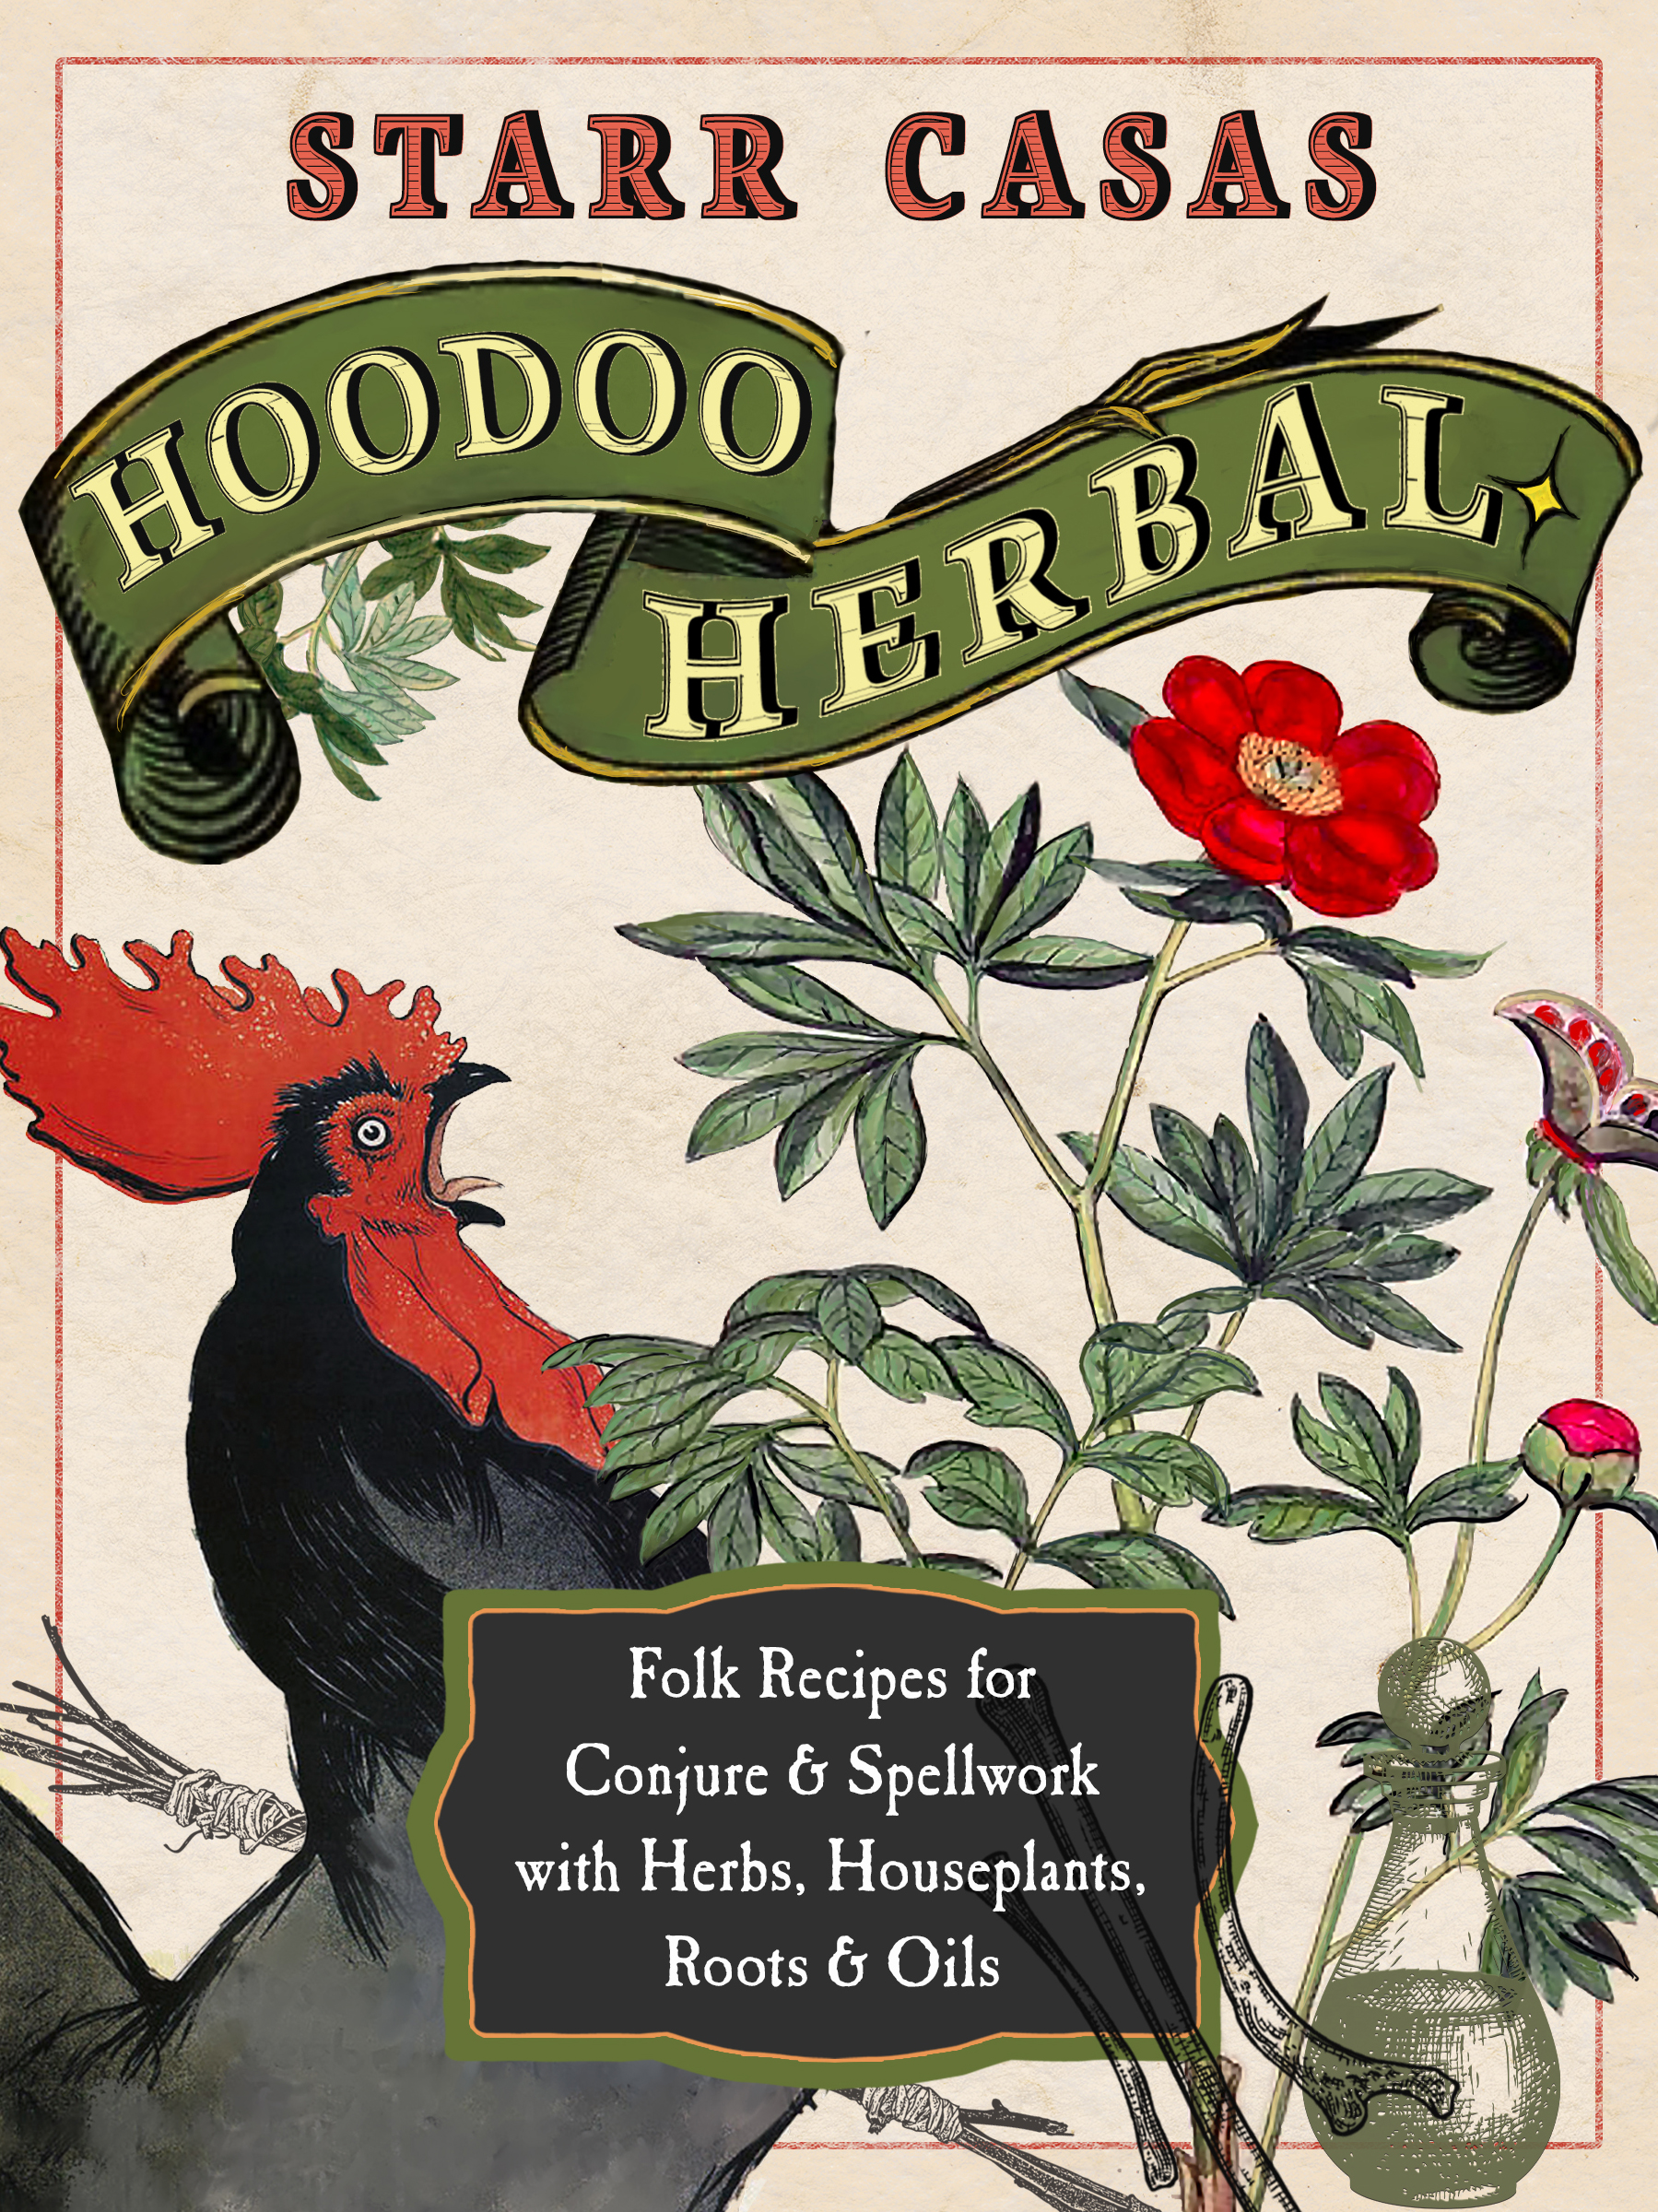 STARR CASAS
HOODOO
HERBAL
Folk Recipes for
Conjure & Spellwork
with Herbs, Houseplants,
Roots & Oils